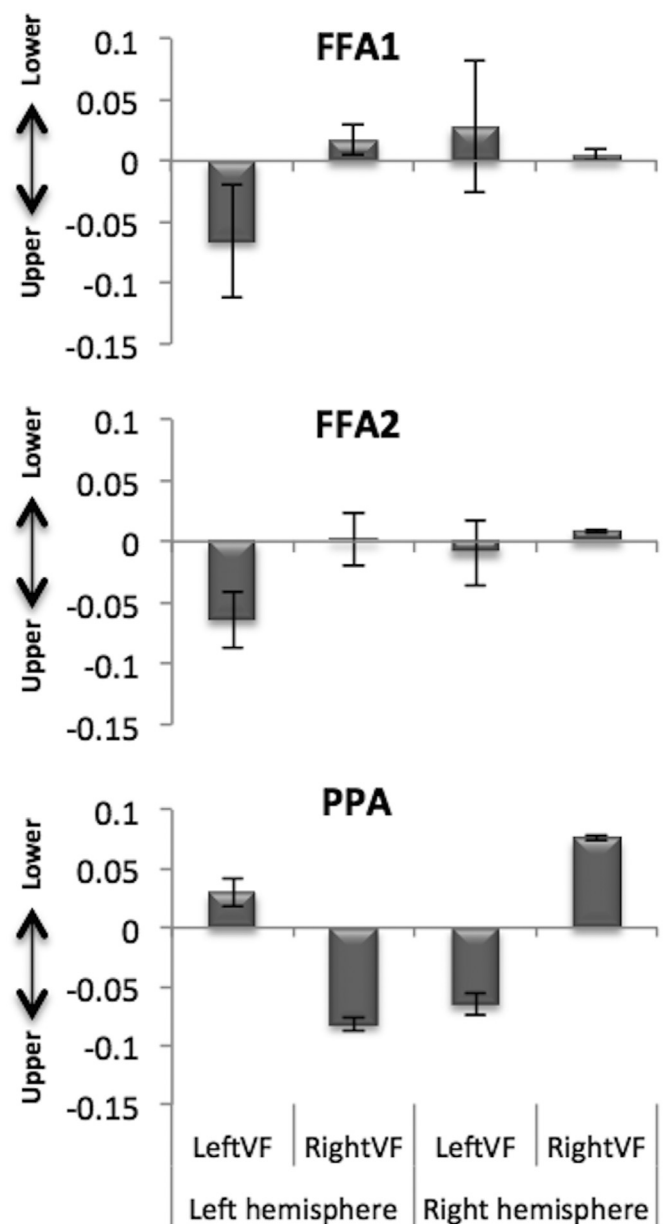 FFA1
Lower
Upper
0.1
0.05
0
-0.05
-0.1
-0.15
FFA2
Lower
Upper
0.1
0.05
0
-0.05
-0.1
-0.15
PPA
Lower
Upper
0.1
0.05
0
-0.05
-0.1
-0.15
LeftVF RightVF LeftVF RightVF
Left hemisphere Right hemisphere